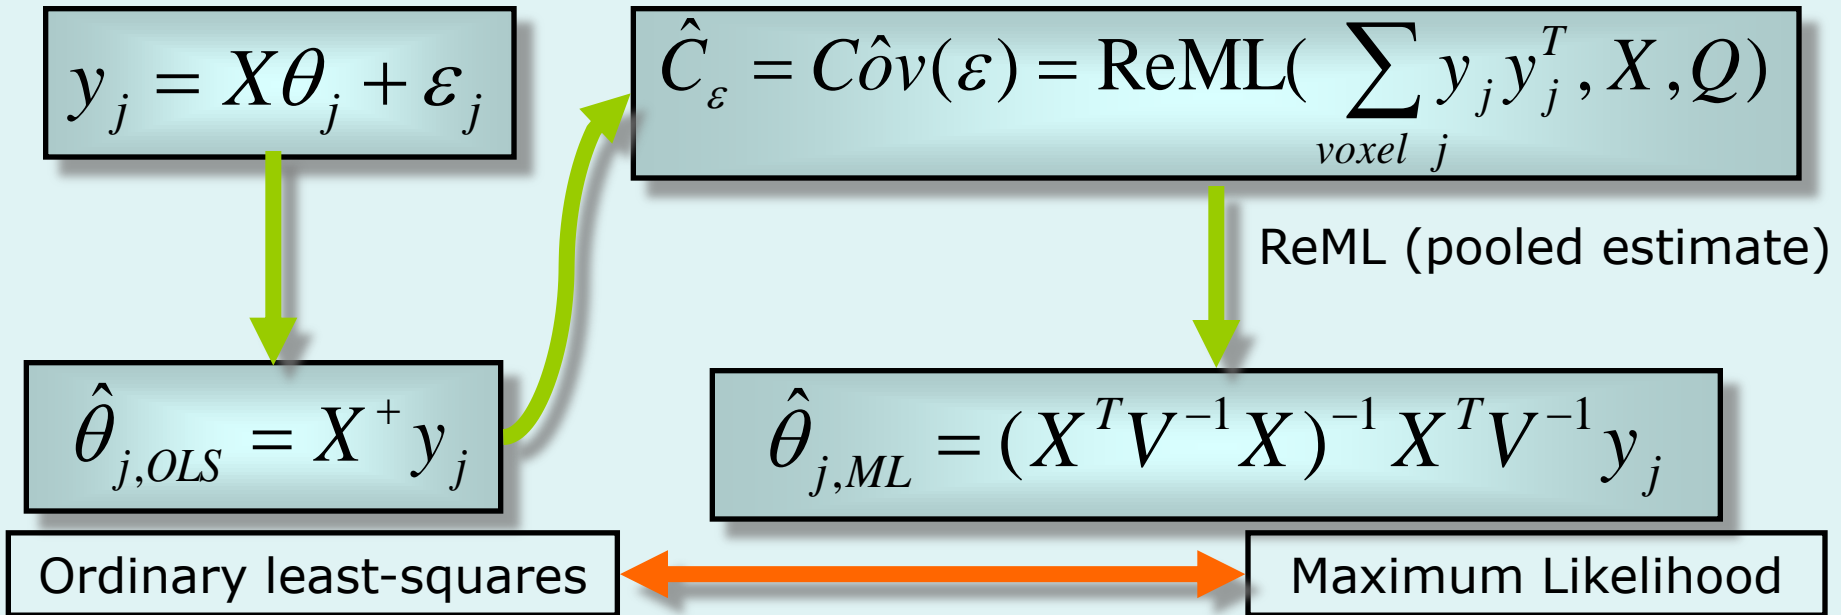 y_j = Xθ_j + ε_j
Ĉ_ε = Côv(ε) = ReML( ∑_{voxel j} y_j y_j^T , X , Q)
ReML (pooled estimate)
θ̂_{j,OLS} = X^+ y_j
θ̂_{j,ML} = (X^T V^{-1} X)^{-1} X^T V^{-1} y_j
Ordinary least-squares
Maximum Likelihood